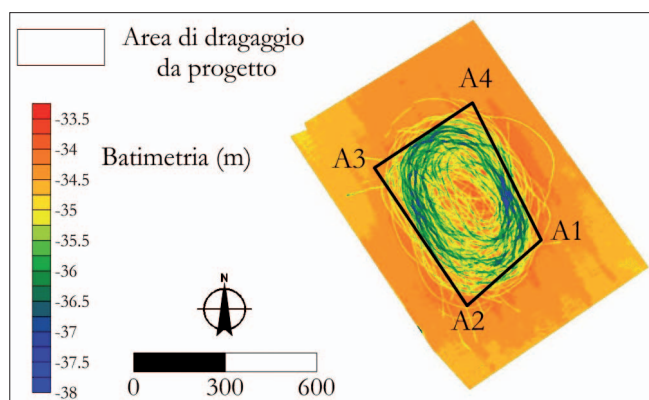 Area di dragaggio
da progetto
Batimetria (m)
-33.5
-34
-34.5
-35
-35.5
-36
-36.5
-37
-37.5
-38
N
0 300 600
A4
A3
A1
A2